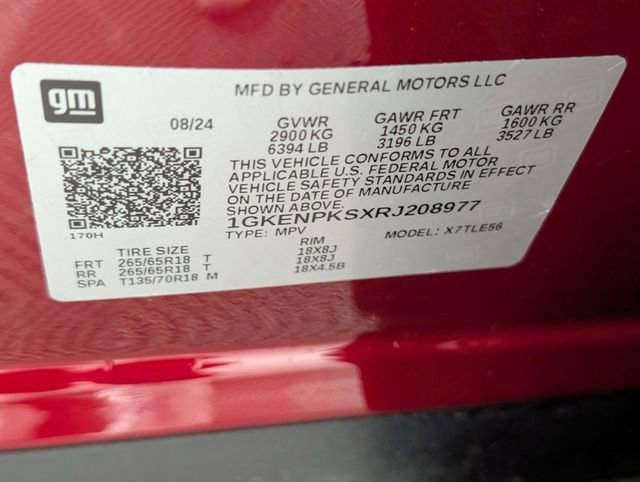 gm
MFD BY GENERAL MOTORS LLC
08/24 GVWR GAWR FRT GAWR RR
2900 KG 1450 KG 1600 KG
6394 LB 3196 LB 3527 LB
THIS VEHICLE CONFORMS TO ALL
APPLICABLE U.S. FEDERAL MOTOR
VEHICLE SAFETY STANDARDS IN EFFECT
ON THE DATE OF MANUFACTURE
SHOWN ABOVE.
1GKENPKSXRJ208977
170H
TYPE: MPV MODEL: X7TLE56
TIRE SIZE RIM
FRT 265/65R18 T 18X8J
RR 265/65R18 T 18X8J
SPA T135/70R18 M 18X4.5B